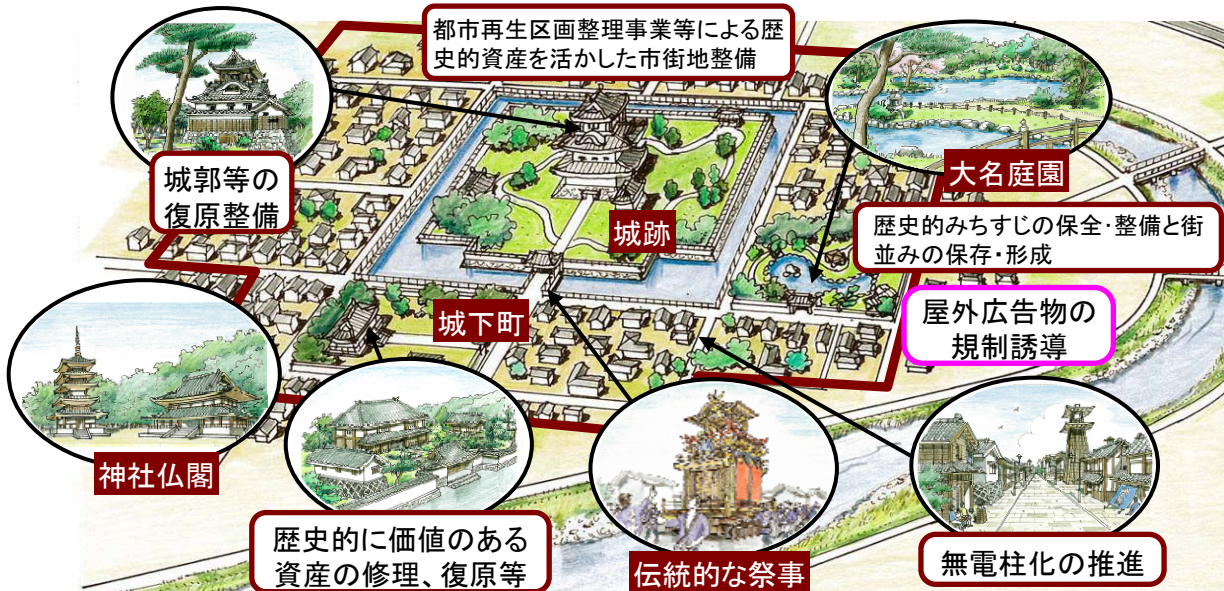 都市再生区画整理事業等による歴
史的資産を活かした市街地整備
城郭等の
復原整備
大名庭園
城跡
歴史的みちすじの保全・整備と街
並みの保存・形成
屋外広告物の
規制誘導
城下町
神社仏閣
歴史的に価値のある
資産の修理、復原等
伝統的な祭事
無電柱化の推進